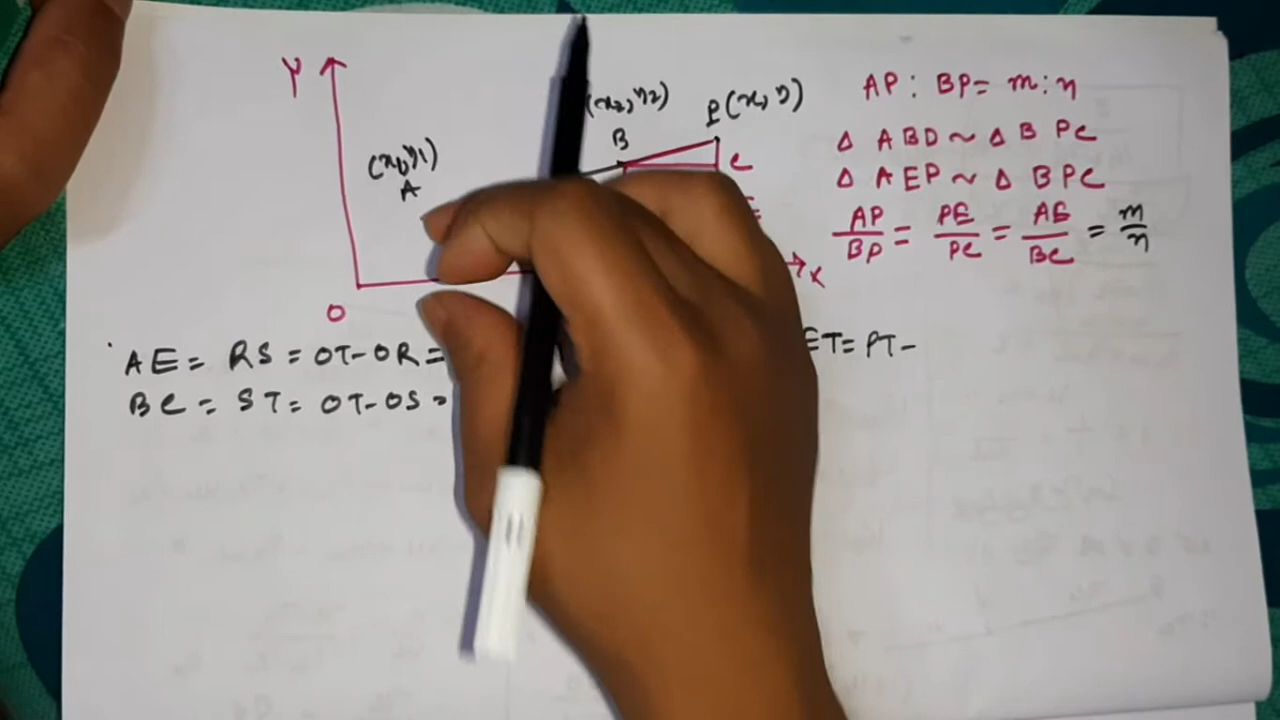 Y
(x1, y1)
A
(x2, y2)
B
P (x, y)
C
X
O
AP : BP = m : n
Δ ABD ~ Δ BPC
Δ AEP ~ Δ BPC
AP/BP = PE/PC = AE/BC = m/n
AE = RS = OT - OR =
ET = PT -
BC = ST = OT - OS =